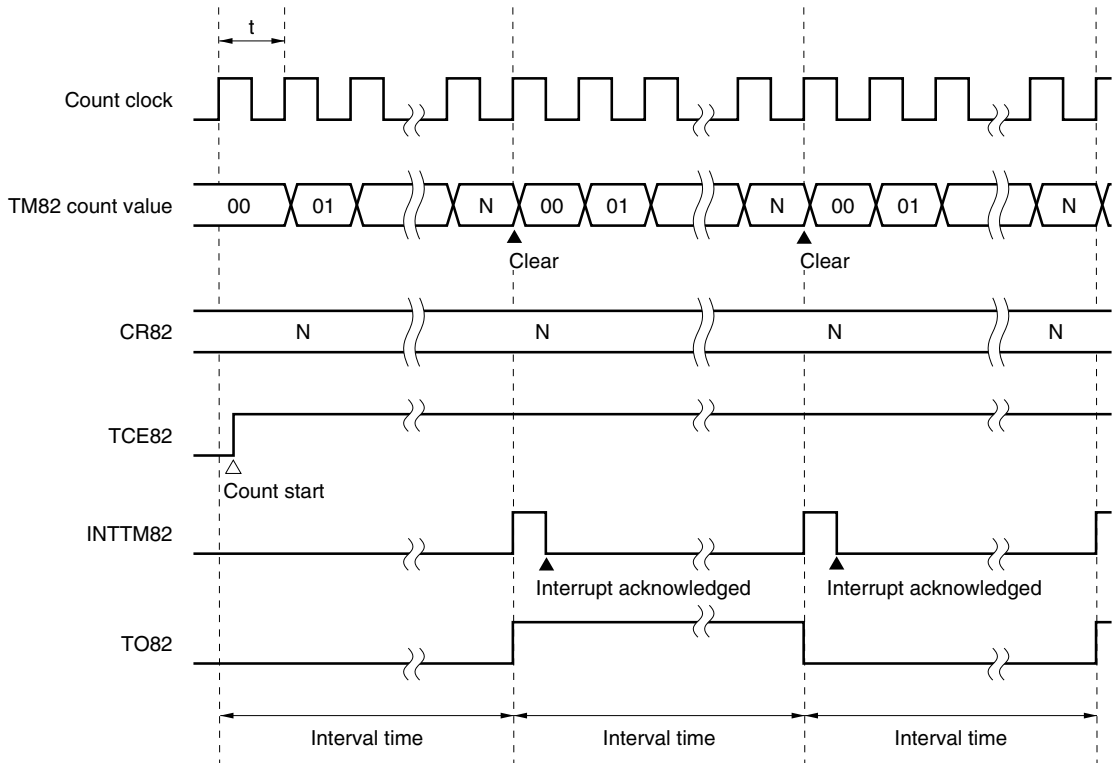 t
Count clock
TM82 count value 00 01 N 00 01 N 00 01 N
Clear Clear
CR82 N N N N
TCE82
Count start
INTTM82
Interrupt acknowledged Interrupt acknowledged
TO82
Interval time Interval time Interval time